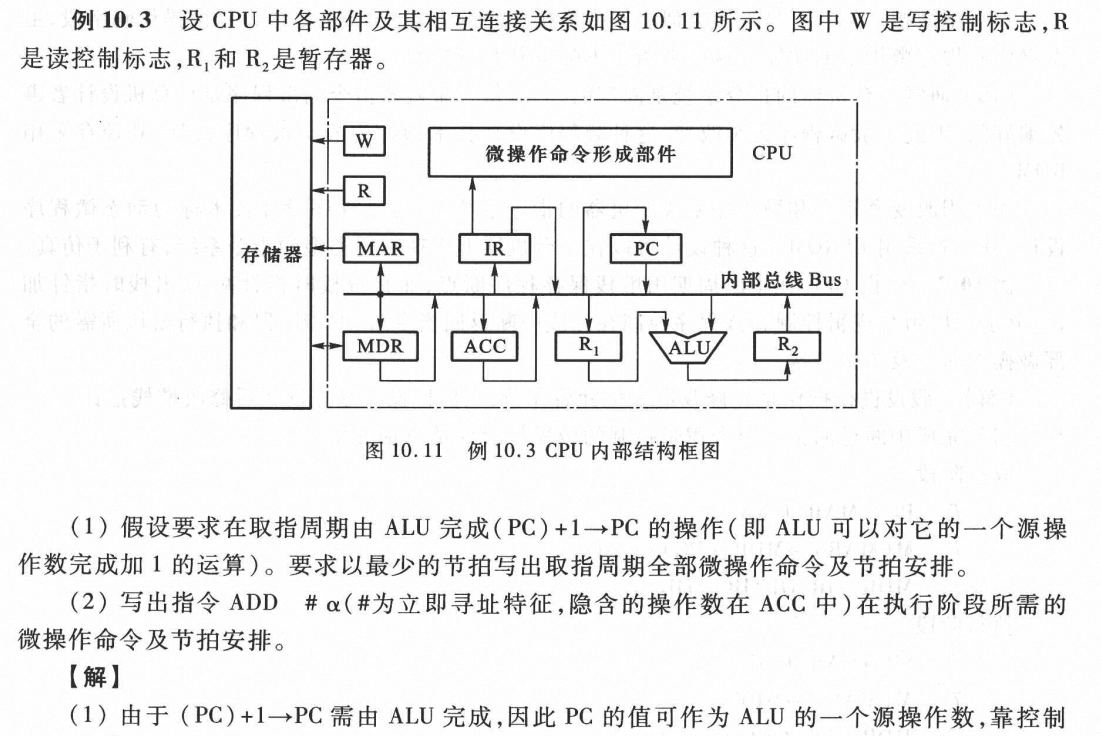 例 10.3 设 CPU 中各部件及其相互连接关系如图 10.11 所示。图中 W 是写控制标志,R
是读控制标志,R₁和 R₂是暂存器。
W
微操作命令形成部件
CPU
R
存储器
MAR
IR
PC
内部总线 Bus
MDR
ACC
R₁
ALU
R₂
图 10.11 例 10.3 CPU 内部结构框图
(1) 假设要求在取指周期由 ALU 完成(PC)+1→PC 的操作(即 ALU 可以对它的一个源操
作数完成加 1 的运算)。要求以最少的节拍写出取指周期全部微操作命令及节拍安排。
(2) 写出指令 ADD # α(#为立即寻址特征,隐含的操作数在 ACC 中)在执行阶段所需的
微操作命令及节拍安排。
【解】
(1) 由于 (PC)+1→PC 需由 ALU 完成,因此 PC 的值可作为 ALU 的一个源操作数,靠控制